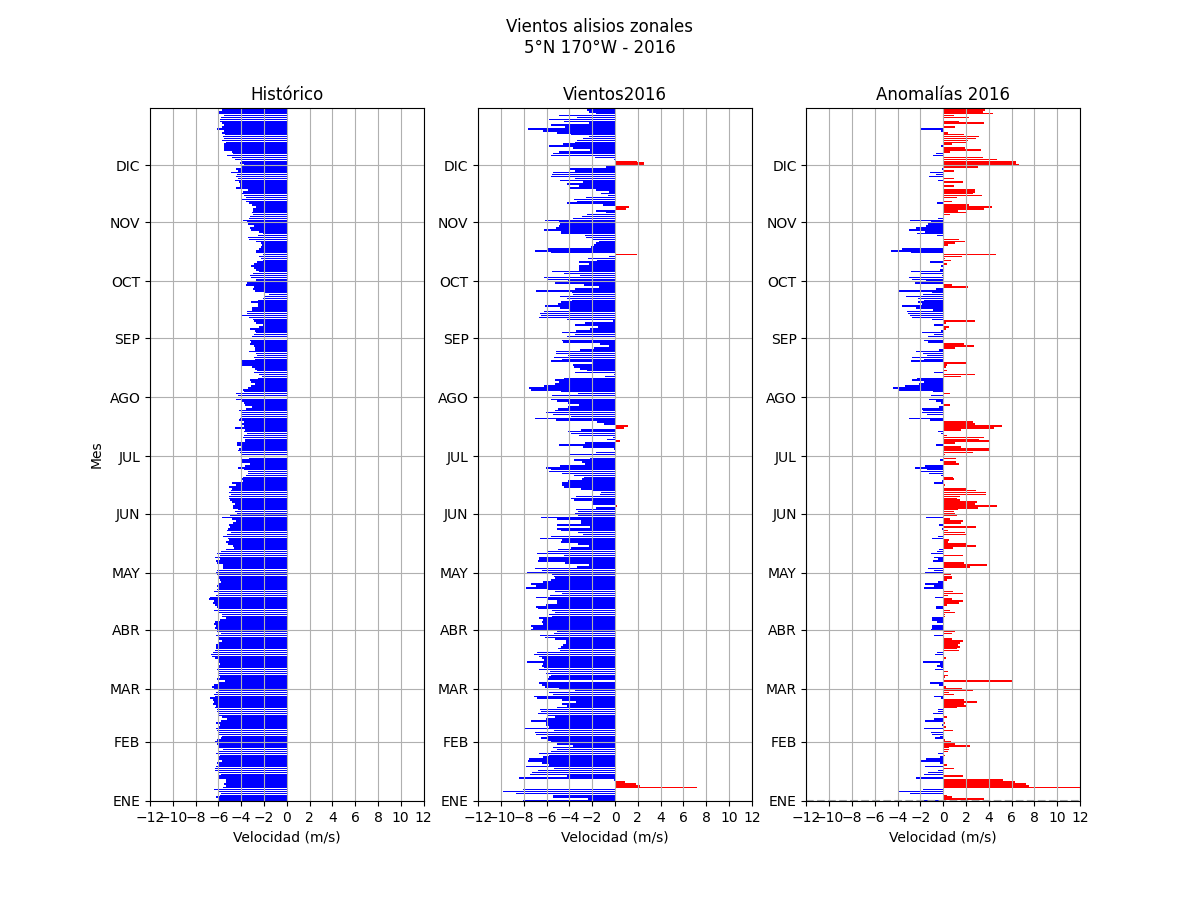 Vientos alisios zonales
5°N 170°W - 2016
Histórico
Vientos2016
Anomalías 2016
Mes
DIC
NOV
OCT
SEP
AGO
JUL
JUN
MAY
ABR
MAR
FEB
ENE
−12 −10 −8 −6 −4 −2 0 2 4 6 8 10 12
Velocidad (m/s)
DIC
NOV
OCT
SEP
AGO
JUL
JUN
MAY
ABR
MAR
FEB
ENE
−12 −10 −8 −6 −4 −2 0 2 4 6 8 10 12
Velocidad (m/s)
DIC
NOV
OCT
SEP
AGO
JUL
JUN
MAY
ABR
MAR
FEB
ENE
−12 −10 −8 −6 −4 −2 0 2 4 6 8 10 12
Velocidad (m/s)